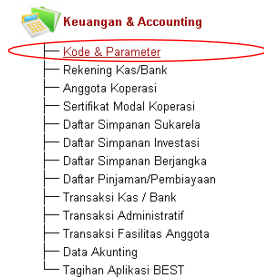 Keuangan & Accounting
Kode & Parameter
Rekening Kas/Bank
Anggota Koperasi
Sertifikat Modal Koperasi
Daftar Simpanan Sukarela
Daftar Simpanan Investasi
Daftar Simpanan Berjangka
Daftar Pinjaman/Pembiayaan
Transaksi Kas / Bank
Transaksi Administratif
Transaksi Fasilitas Anggota
Data Akunting
Tagihan Aplikasi BEST